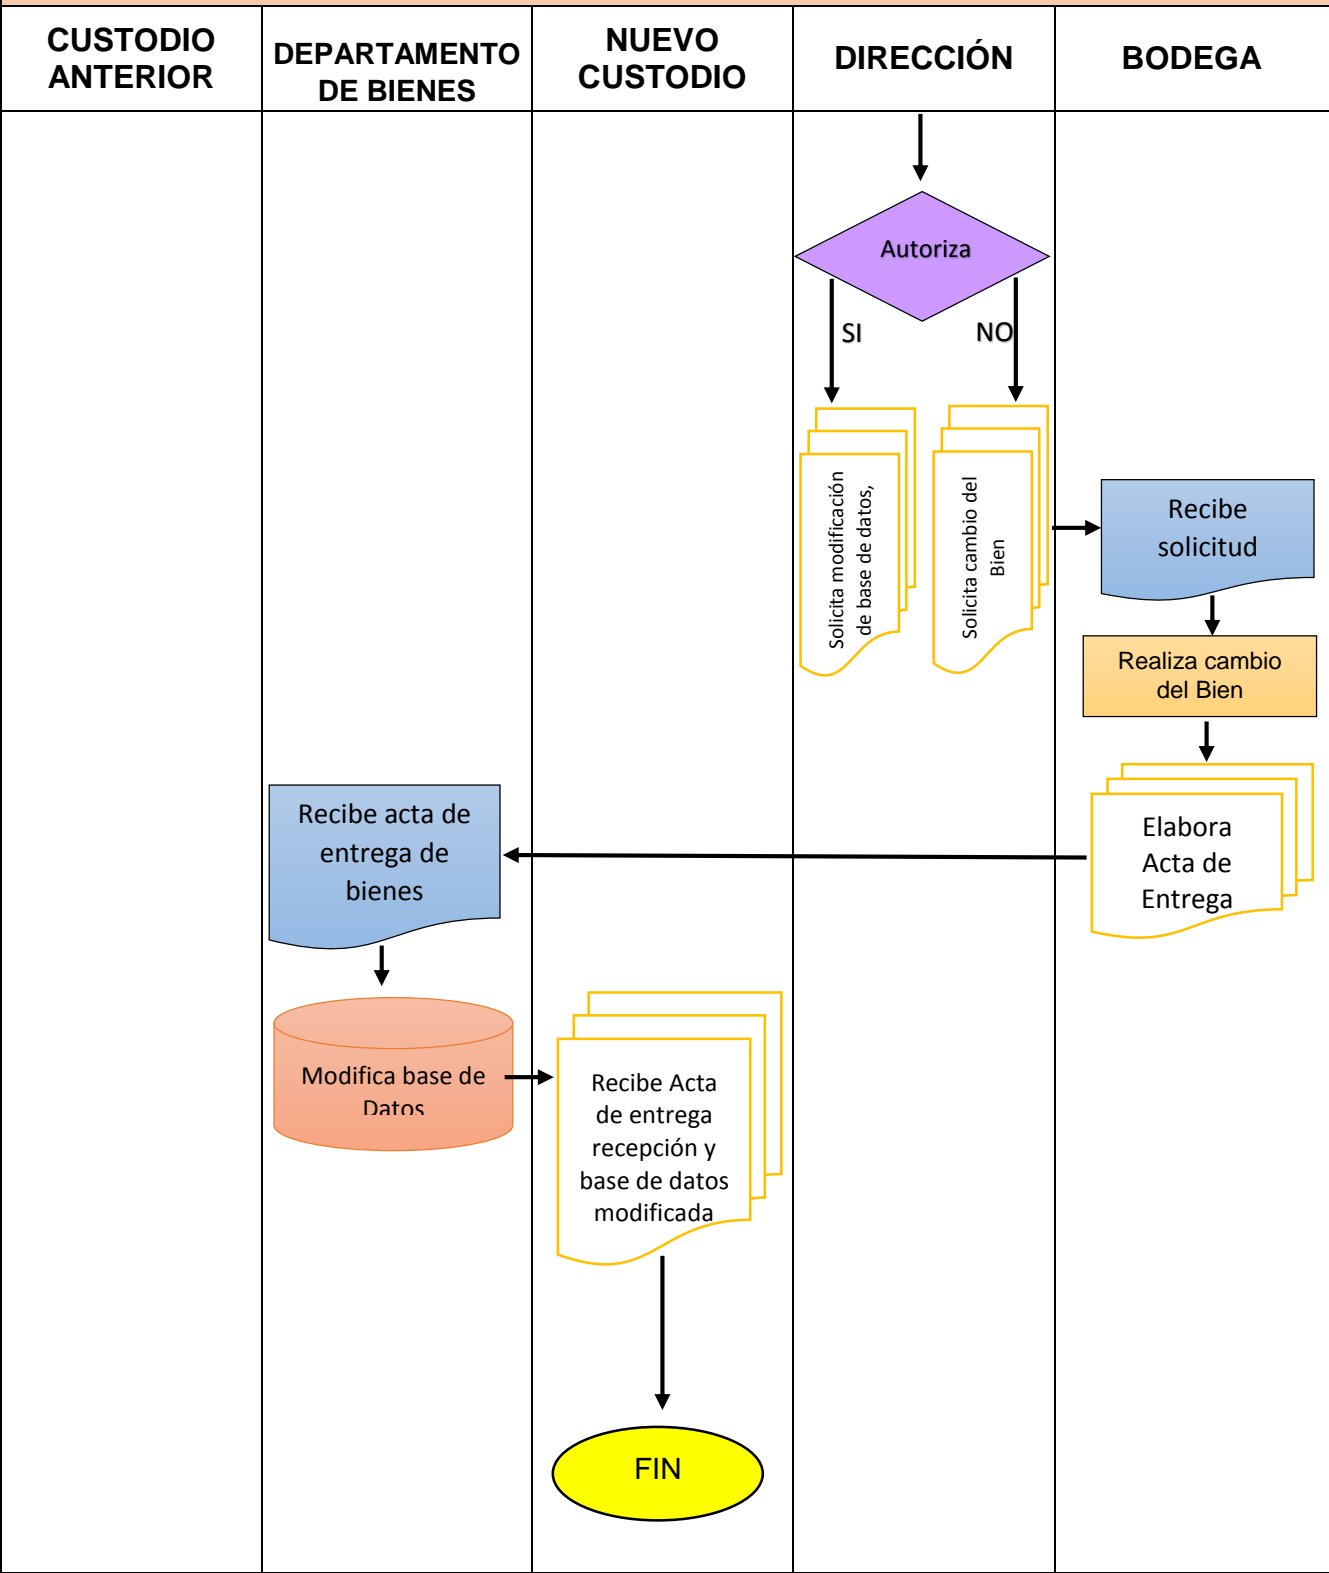 CUSTODIO
ANTERIOR
DEPARTAMENTO
DE BIENES
NUEVO
CUSTODIO
DIRECCIÓN
BODEGA
Autoriza
SI
NO
Solicita modificación
de base de datos,
Solicita cambio del
Bien
Recibe
solicitud
Realiza cambio
del Bien
Elabora
Acta de
Entrega
Recibe acta de
entrega de
bienes
Modifica base de
Datos
Recibe Acta
de entrega
recepción y
base de datos
modificada
FIN